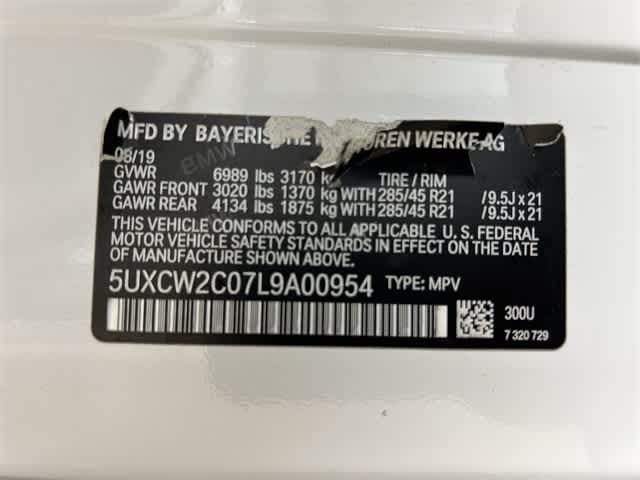 MFD BY BAYERISCHE REN WERKE AG
08/19
GVWR 6989 lbs 3170 kg TIRE / RIM
GAWR FRONT 3020 lbs 1370 kg WITH 285/45 R21 / 9.5J x 21
GAWR REAR 4134 lbs 1875 kg WITH 285/45 R21 / 9.5J x 21
THIS VEHICLE CONFORMS TO ALL APPLICABLE U. S. FEDERAL
MOTOR VEHICLE SAFETY STANDARDS IN EFFECT ON THE
DATE OF MANUFACTURE SHOWN ABOVE.
5UXCW2C07L9A00954 TYPE: MPV
300U
7 320 729